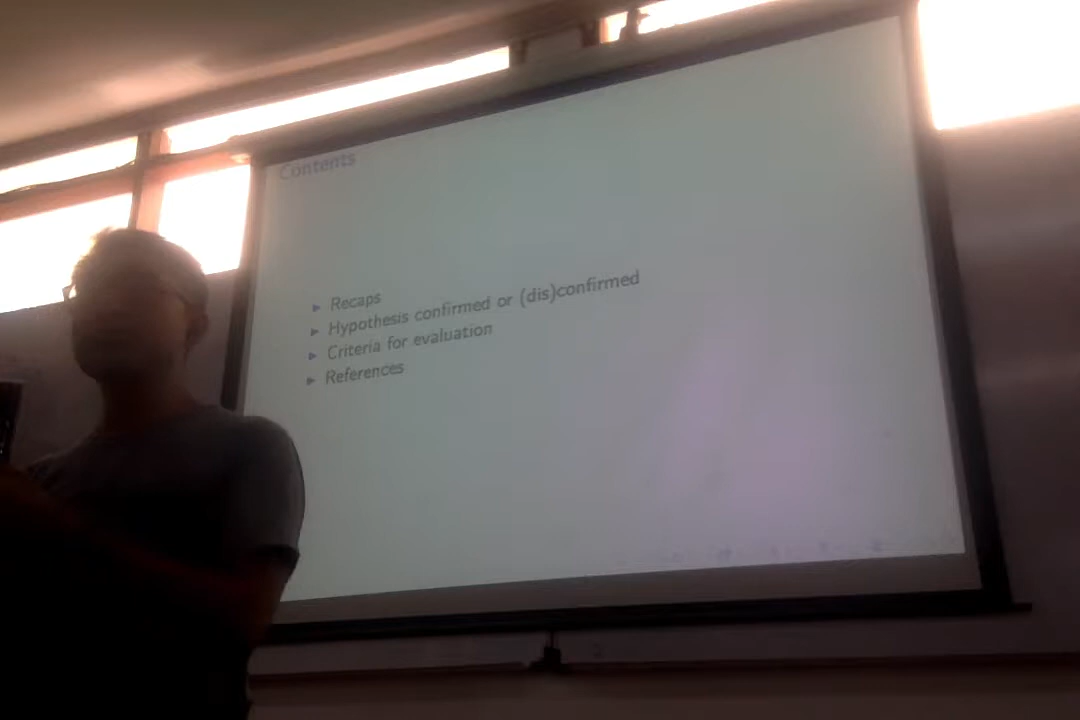 Contents
Recaps
Hypothesis confirmed or (dis)confirmed
Criteria for evaluation
References